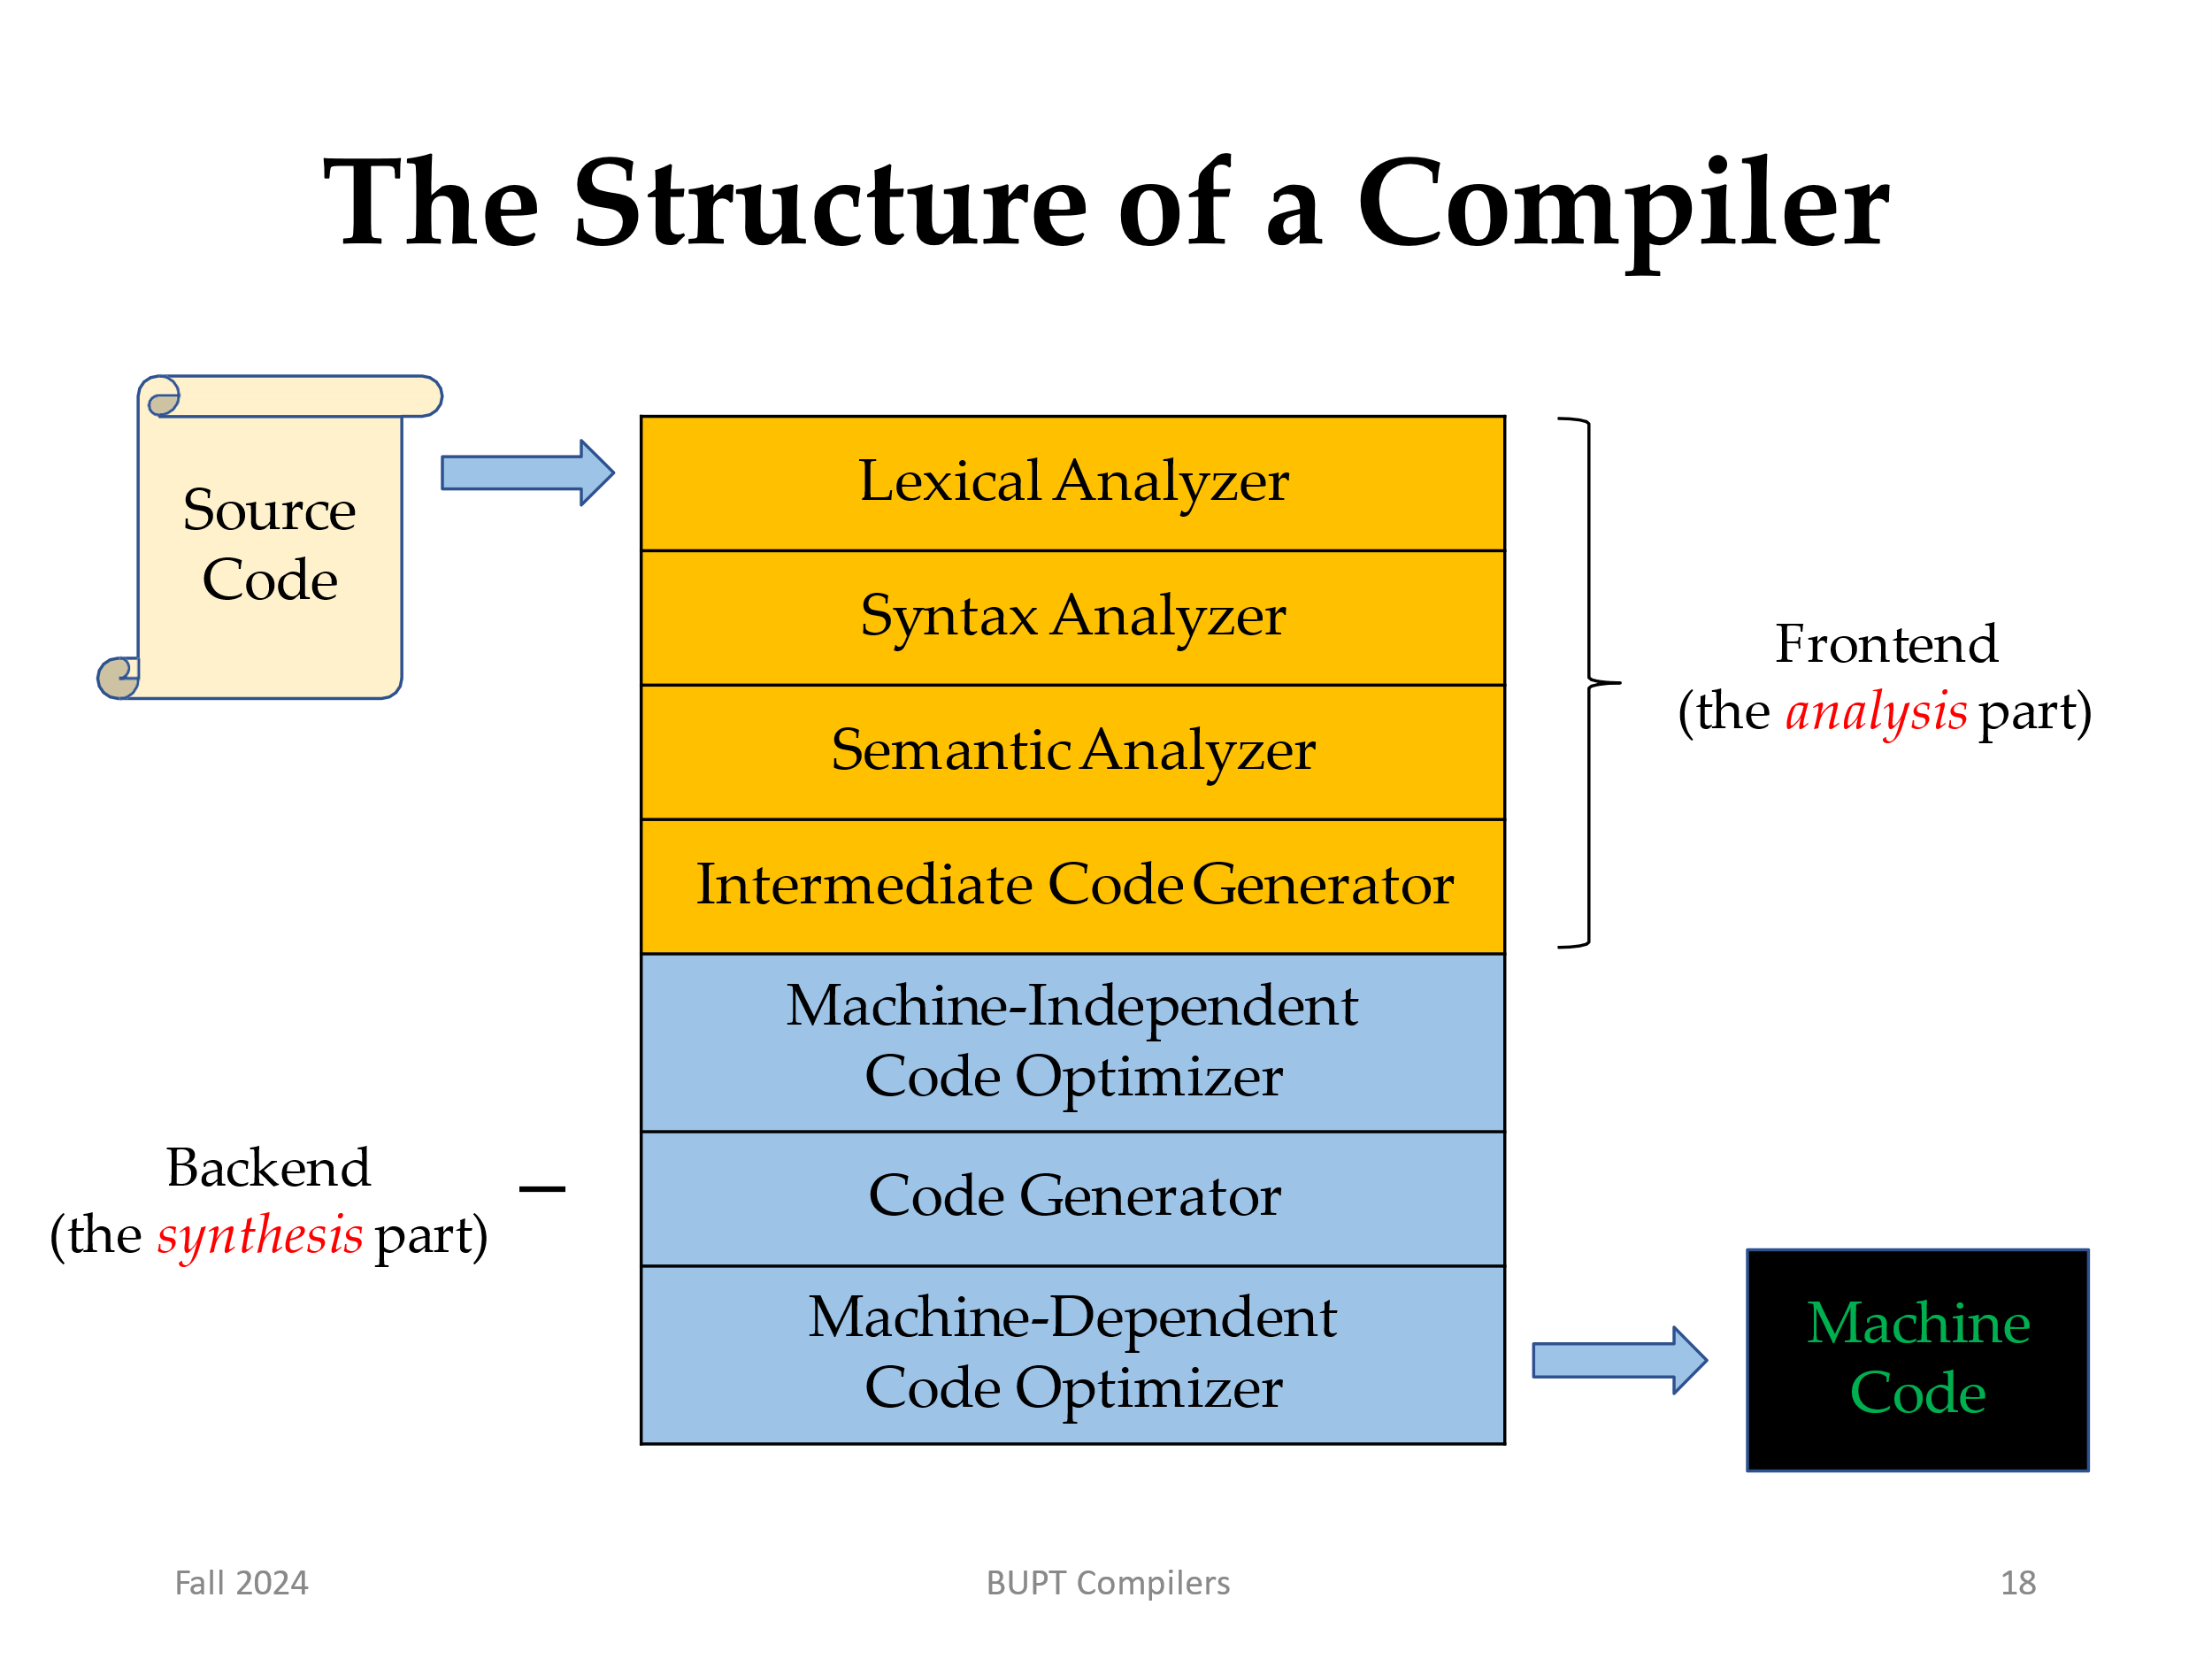 The Structure of a Compiler
Source
Code
Lexical Analyzer
Syntax Analyzer
Semantic Analyzer
Intermediate Code Generator
Frontend
(the analysis part)
Machine-Independent
Code Optimizer
Code Generator
Machine-Dependent
Code Optimizer
Backend
(the synthesis part)
Machine
Code
Fall 2024
BUPT Compilers
18